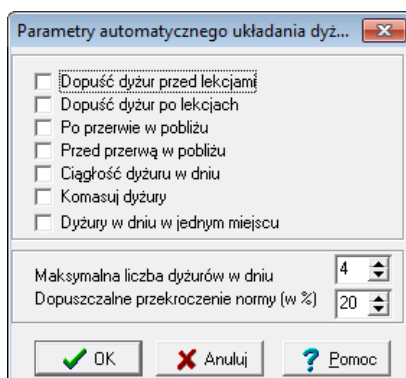 Parametry automatycznego układania dyż...
Dopuść dyżur przed lekcjami
Dopuść dyżur po lekcjach
Po przerwie w pobliżu
Przed przerwą w pobliżu
Ciągłość dyżuru w dniu
Komasuj dyżury
Dyżury w dniu w jednym miejscu
Maksymalna liczba dyżurów w dniu 4
Dopuszczalne przekroczenie normy (w %) 20
OK Anuluj ? Pomoc